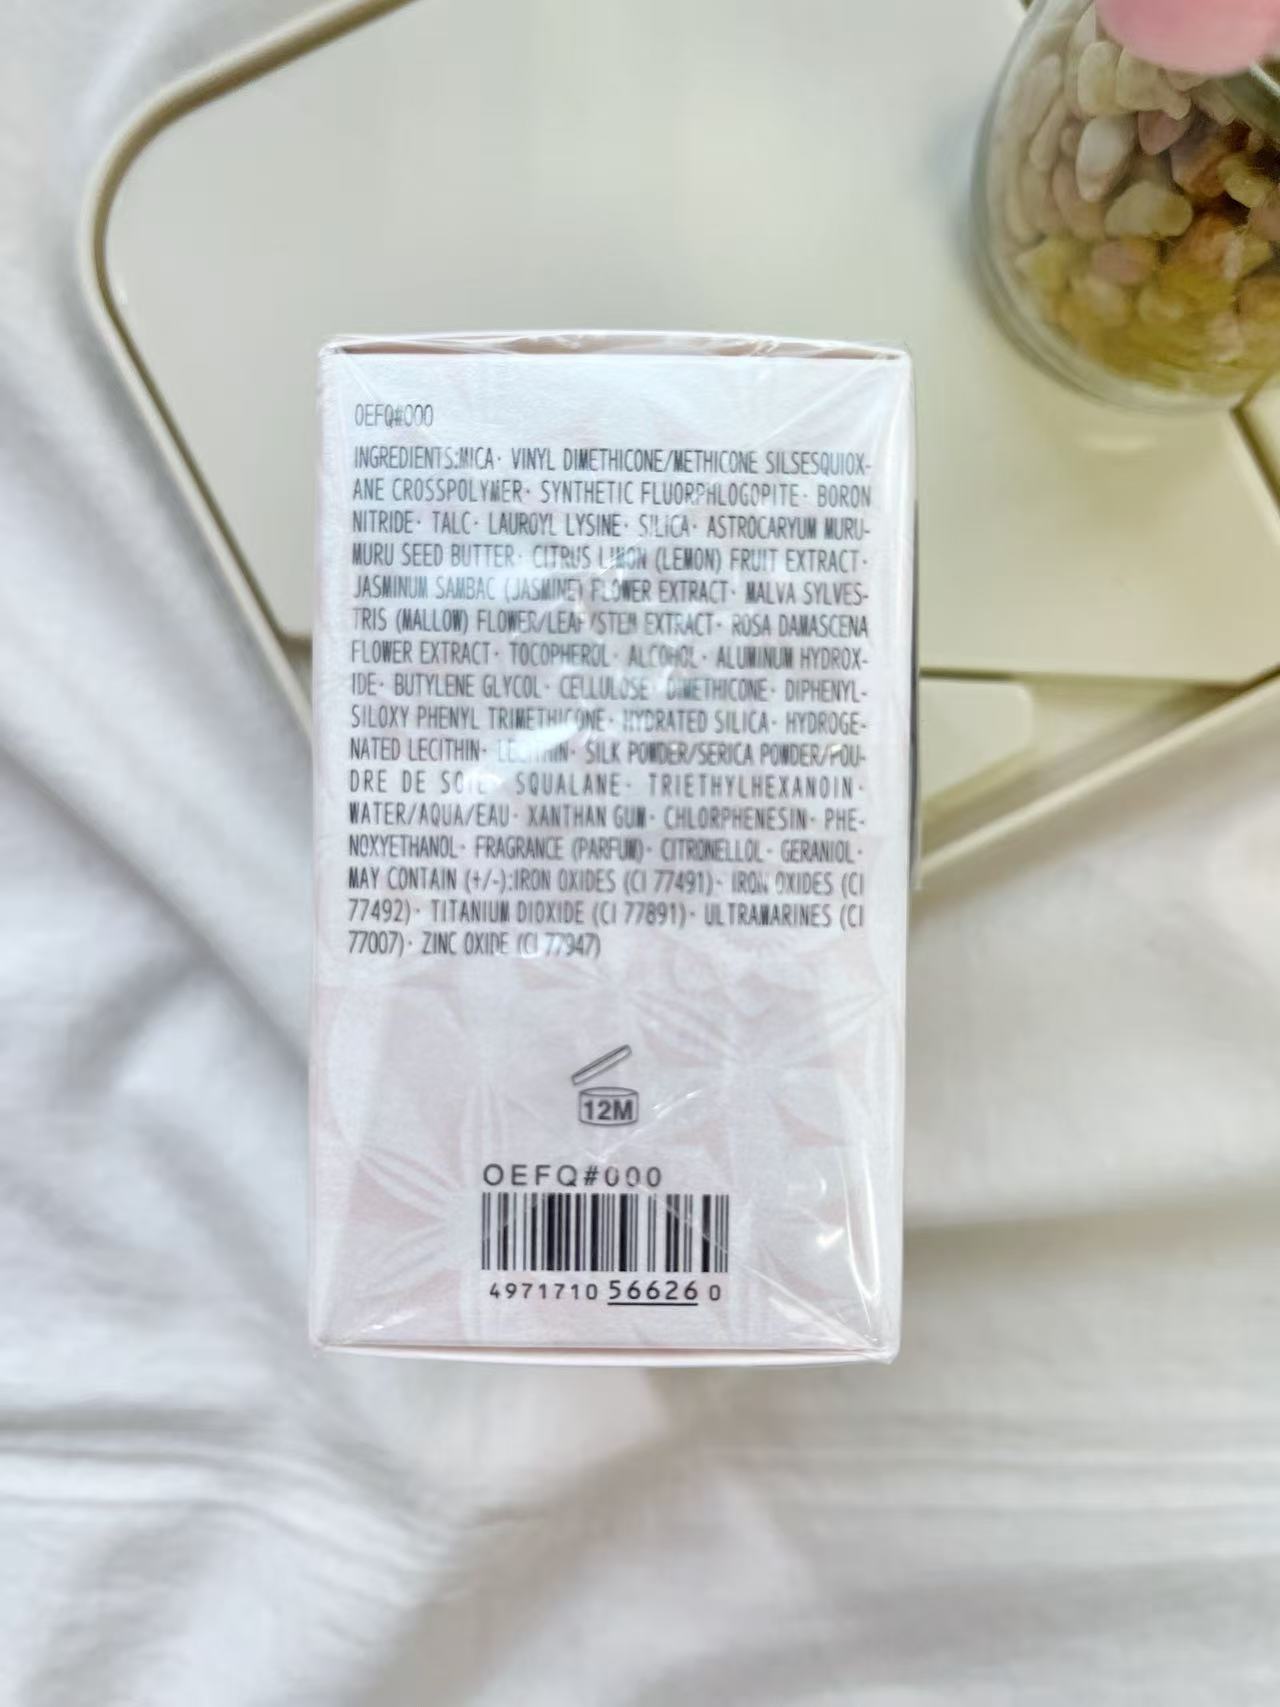 OEFQ#000
INGREDIENTS:MICA· VINYL DIMETHICONE/METHICONE SILSESQUIOX-
ANE CROSSPOLYMER· SYNTHETIC FLUORPHLOGOPITE· BORON
NITRIDE· TALC· LAUROYL LYSINE· SILICA· ASTROCARYUM MURU-
MURU SEED BUTTER· CITRUS LIMON (LEMON) FRUIT EXTRACT·
JASMINUM SAMBAC (JASMINE) FLOWER EXTRACT· MALVA SYLVES-
TRIS (MALLOW) FLOWER/LEAF/STEM EXTRACT· ROSA DAMASCENA
FLOWER EXTRACT· TOCOPHEROL· ALCOHOL· ALUMINUM HYDROX-
IDE· BUTYLENE GLYCOL· CELLULOSE· DIMETHICONE· DIPHENYL-
SILOXY PHENYL TRIMETHICONE· HYDRATED SILICA· HYDROGE-
NATED LECITHIN· LECITHIN· SILK POWDER/SERICA POWDER/POU-
DRE DE SOIE· SQUALANE· TRIETHYLHEXANOIN·
WATER/AQUA/EAU· XANTHAN GUM· CHLORPHENESIN· PHE-
NOXYETHANOL· FRAGRANCE (PARFUM)· CITRONELLOL· GERANIOL·
MAY CONTAIN (+/-):IRON OXIDES (CI 77491)· IRON OXIDES (CI
77492)· TITANIUM DIOXIDE (CI 77891)· ULTRAMARINES (CI
77007)· ZINC OXIDE (CI 77947)
12M
OEFQ#000
4971710 56626 0